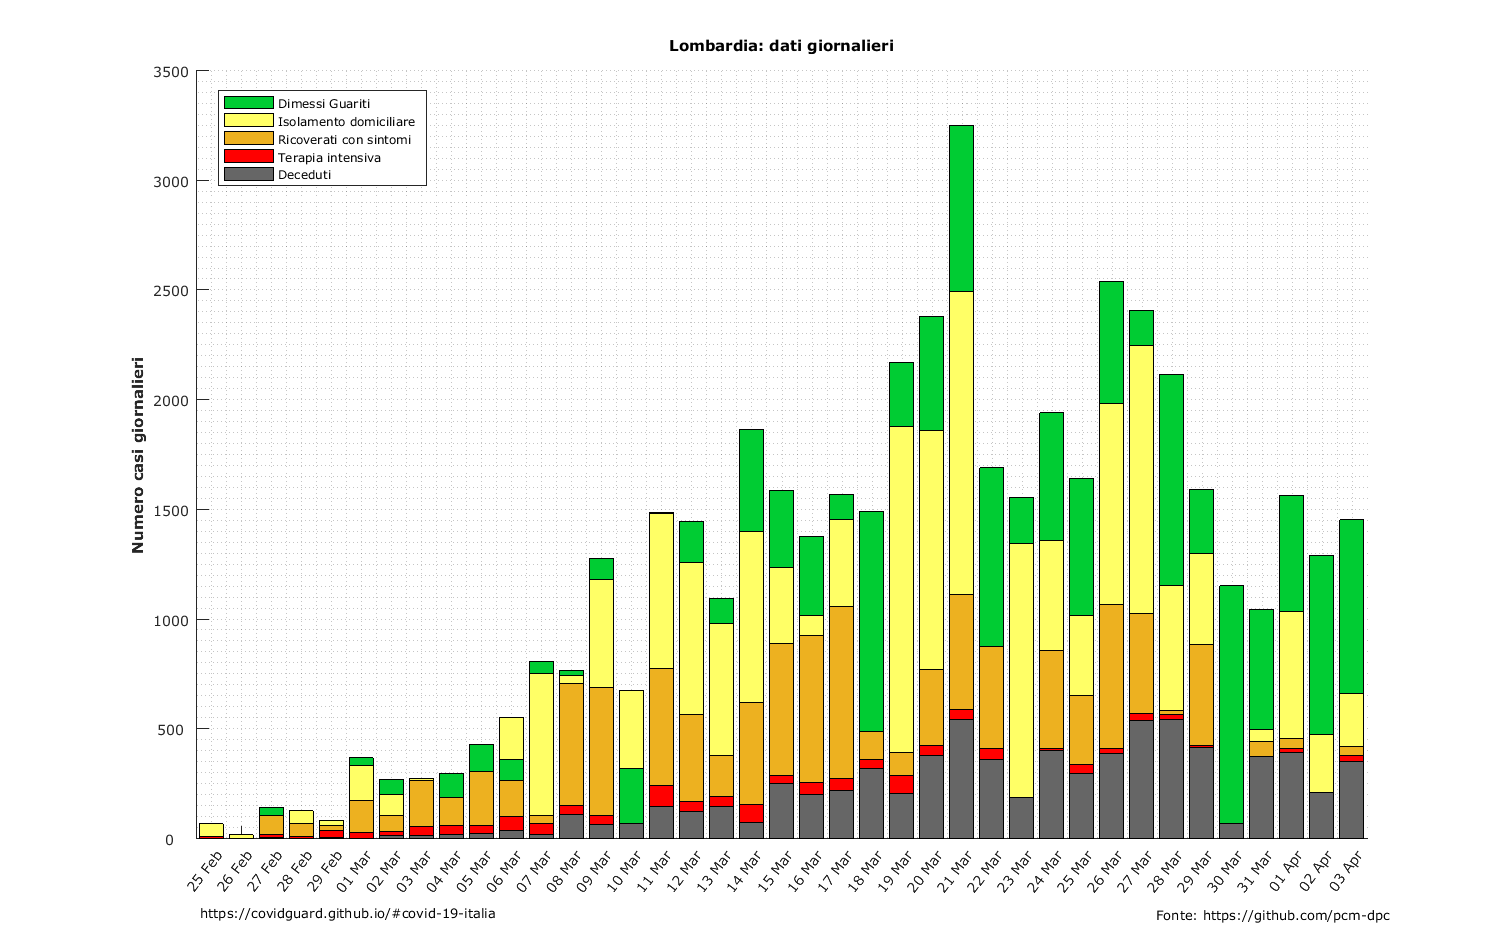 Lombardia: dati giornalieri
3500
3000
2500
2000
1500
1000
500
0
Numero casi giornalieri
Dimessi Guariti
Isolamento domiciliare
Ricoverati con sintomi
Terapia intensiva
Deceduti
25 Feb
26 Feb
27 Feb
28 Feb
29 Feb
01 Mar
02 Mar
03 Mar
04 Mar
05 Mar
06 Mar
07 Mar
08 Mar
09 Mar
10 Mar
11 Mar
12 Mar
13 Mar
14 Mar
15 Mar
16 Mar
17 Mar
18 Mar
19 Mar
20 Mar
21 Mar
22 Mar
23 Mar
24 Mar
25 Mar
26 Mar
27 Mar
28 Mar
29 Mar
30 Mar
31 Mar
01 Apr
02 Apr
03 Apr
https://covidguard.github.io/#covid-19-italia
Fonte: https://github.com/pcm-dpc